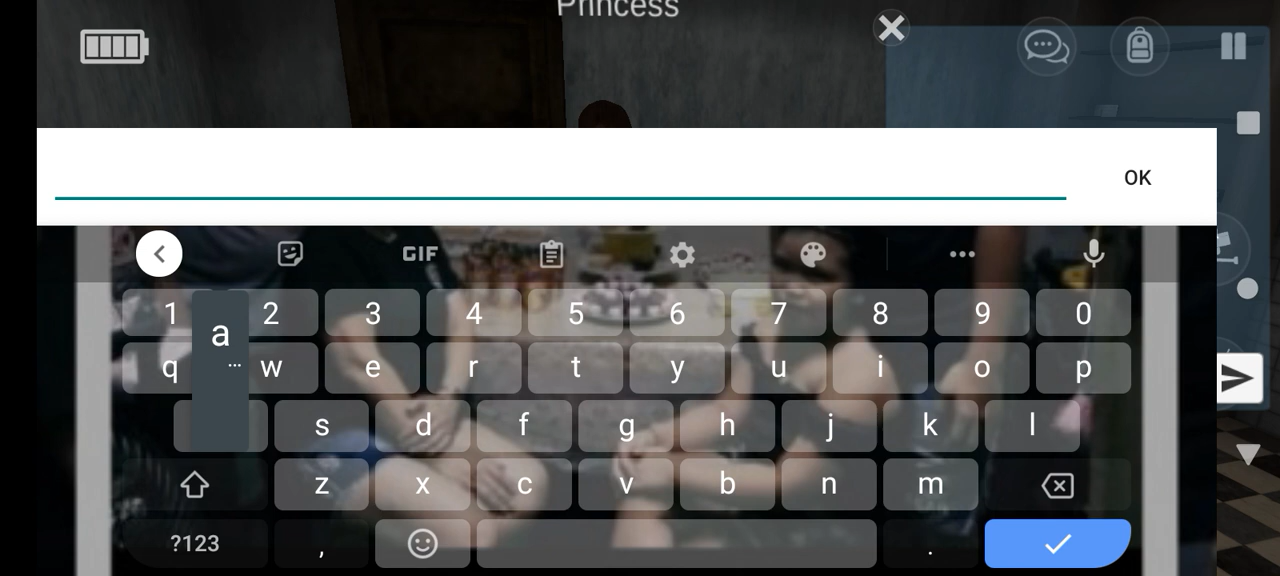 Princess
OK
GIF
1 2 3 4 5 6 7 8 9 0
a
q w e r t y u i o p
s d f g h j k l
z x c v b n m
?123 , .